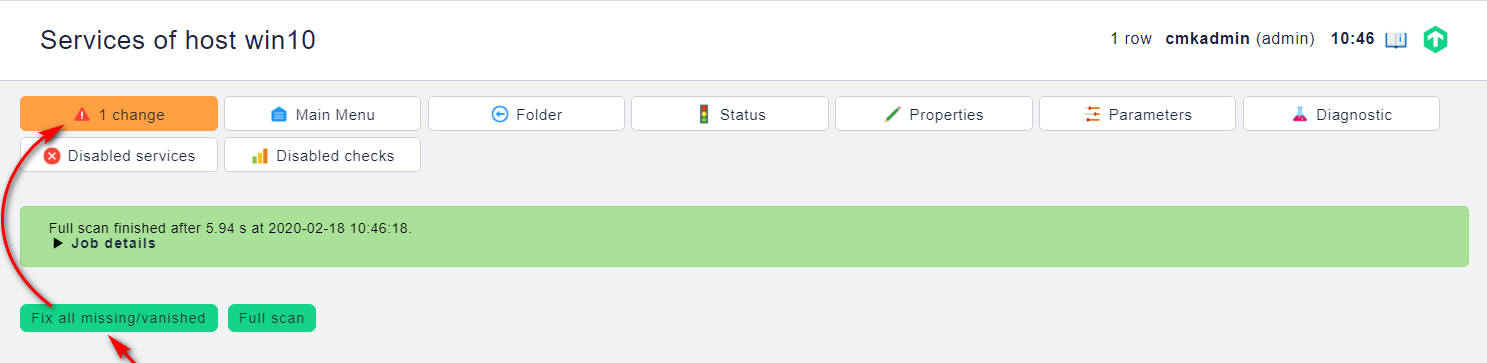 Services of host win10
1 row cmkadmin (admin) 10:46
1 change
Main Menu
Folder
Status
Properties
Parameters
Diagnostic
Disabled services
Disabled checks
Full scan finished after 5.94 s at 2020-02-18 10:46:18.
Job details
Fix all missing/vanished
Full scan